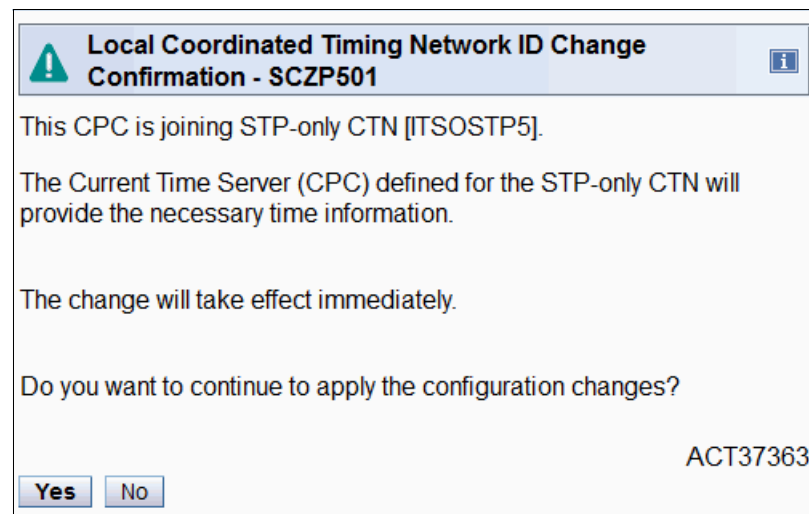 Local Coordinated Timing Network ID Change
Confirmation - SCZP501
This CPC is joining STP-only CTN [ITSOSTP5].
The Current Time Server (CPC) defined for the STP-only CTN will
provide the necessary time information.
The change will take effect immediately.
Do you want to continue to apply the configuration changes?
ACT37363
Yes No